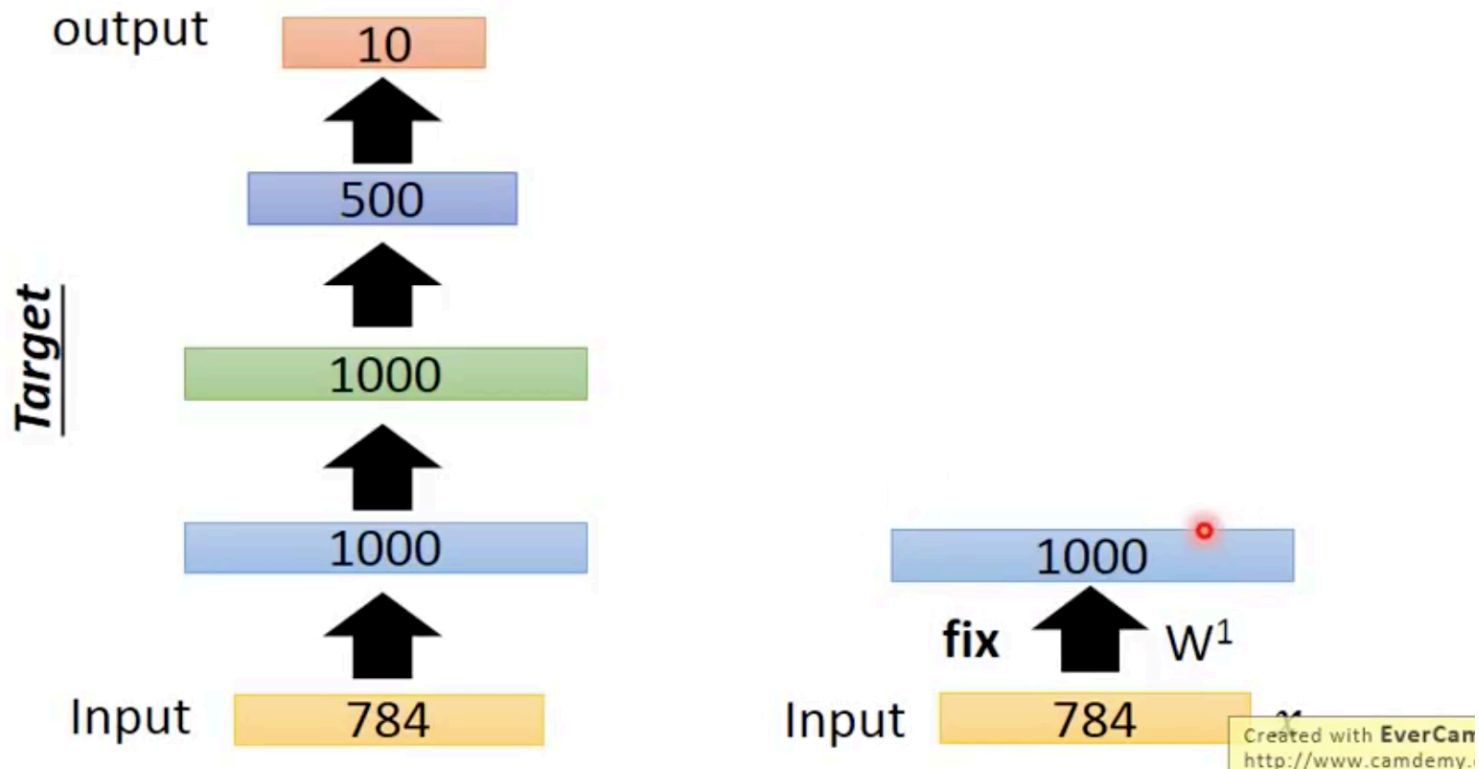 output
10
500
Target
1000
1000
Input 784
1000
fix W¹
Input 784 x
Created with EverCam
http://www.camdemy.